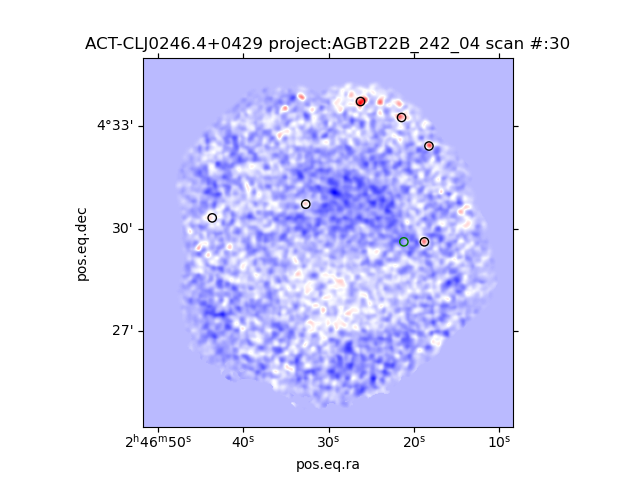 ACT-CLJ0246.4+0429 project:AGBT22B_242_04 scan #:30
4°33'
30'
27'
pos.eq.dec
2ʰ46ᵐ50ˢ 40ˢ 30ˢ 20ˢ 10ˢ
pos.eq.ra